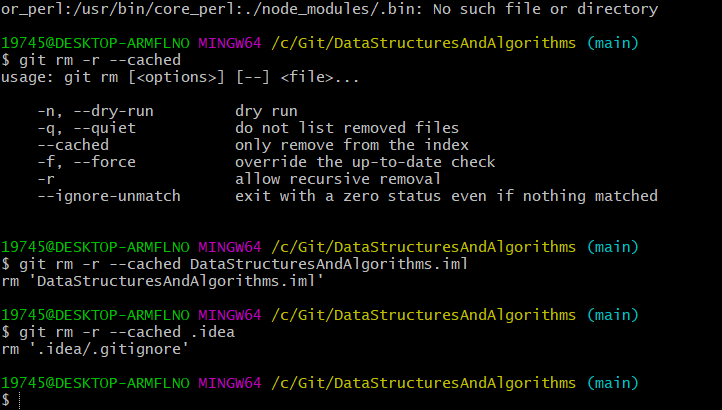 or_perl:/usr/bin/core_perl:./node_modules/.bin: No such file or directory
19745@DESKTOP-ARMFLNO MINGW64 /c/Git/DataStructuresAndAlgorithms (main)
$ git rm -r --cached
usage: git rm [<options>] [--] <file>...
-n, --dry-run dry run
-q, --quiet do not list removed files
--cached only remove from the index
-f, --force override the up-to-date check
-r allow recursive removal
--ignore-unmatch exit with a zero status even if nothing matched
19745@DESKTOP-ARMFLNO MINGW64 /c/Git/DataStructuresAndAlgorithms (main)
$ git rm -r --cached DataStructuresAndAlgorithms.iml
rm 'DataStructuresAndAlgorithms.iml'
19745@DESKTOP-ARMFLNO MINGW64 /c/Git/DataStructuresAndAlgorithms (main)
$ git rm -r --cached .idea
rm '.idea/.gitignore'
19745@DESKTOP-ARMFLNO MINGW64 /c/Git/DataStructuresAndAlgorithms (main)
$